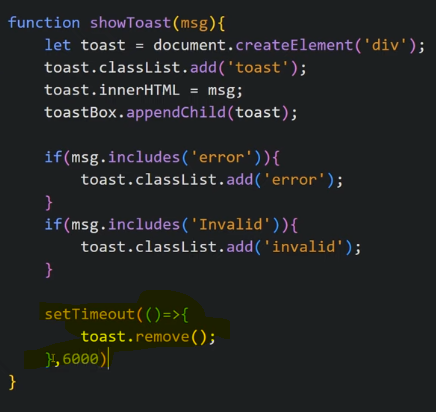 function showToast(msg){
    let toast = document.createElement('div');
    toast.classList.add('toast');
    toast.innerHTML = msg;
    toastBox.appendChild(toast);

    if(msg.includes('error')){
        toast.classList.add('error');
    }
    if(msg.includes('Invalid')){
        toast.classList.add('invalid');
    }

    setTimeout(()=>{
        toast.remove();
    },6000)
}